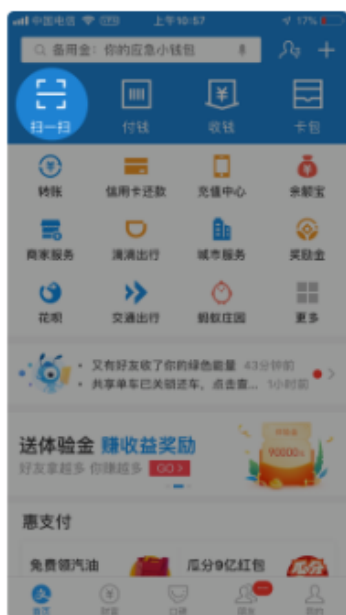 中国电信 上午10:57 17%
备用金：你的应急小钱包
扫一扫 付钱 收钱 卡包
转账 信用卡还款 充值中心 余额宝
商家服务 滴滴出行 城市服务 奖励金
花呗 交通出行 蚂蚁庄园 更多
又有好友收了你的绿色能量 43分钟前
共享单车已关锁还车，点击查... 1小时前
送体验金 赚收益奖励
好友拿越多 你赚越多 GO>
90000
惠支付
免费领汽油 瓜分9亿红包 瓜分
首页 财富 口碑 朋友 我的